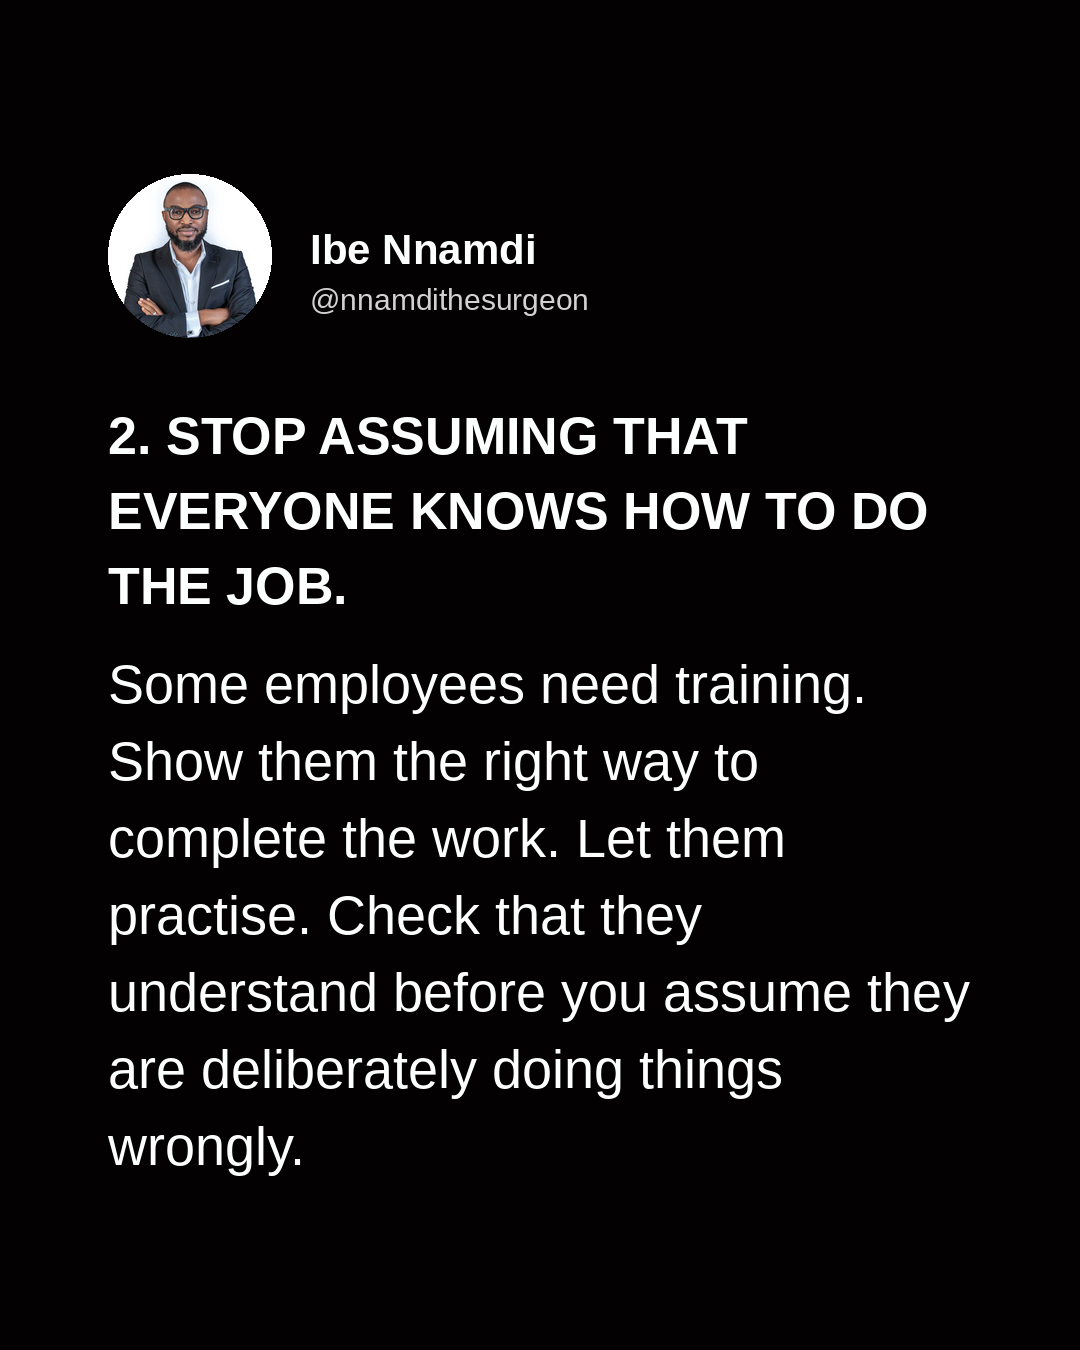 Ibe Nnamdi
@nnamdithesurgeon
2. STOP ASSUMING THAT
EVERYONE KNOWS HOW TO DO
THE JOB.
Some employees need training.
Show them the right way to
complete the work. Let them
practise. Check that they
understand before you assume they
are deliberately doing things
wrongly.